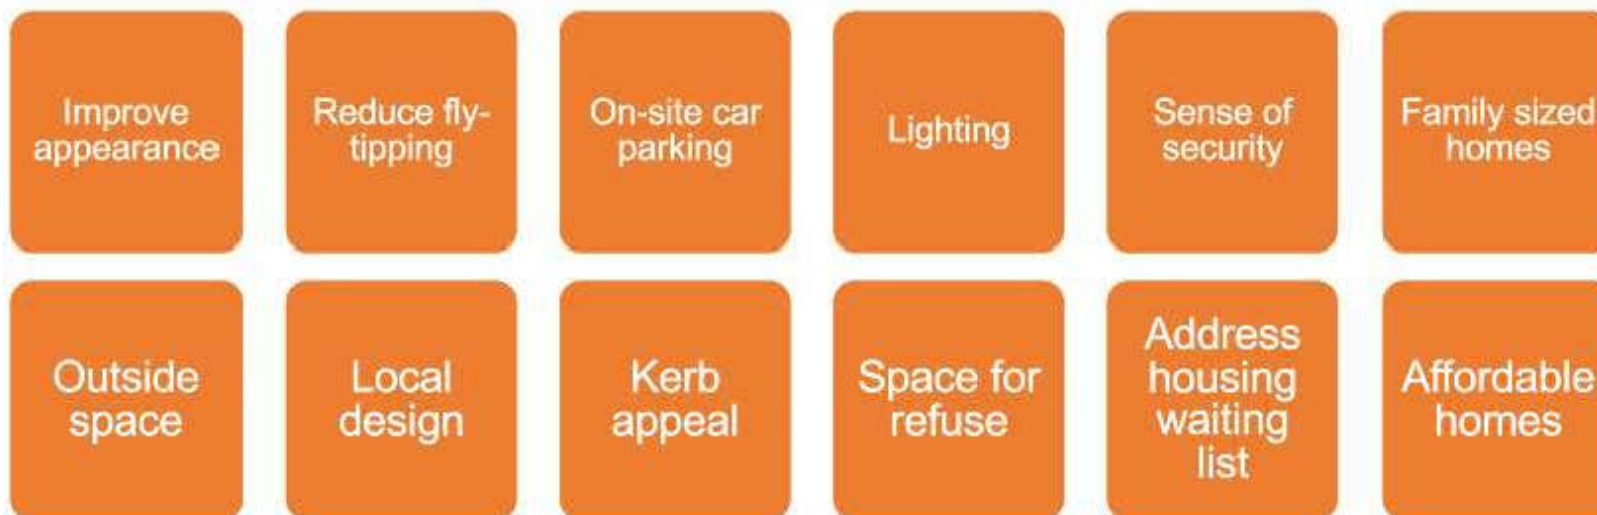 Improve
appearance
Reduce fly-
tipping
On-site car
parking
Lighting
Sense of
security
Family sized
homes
Outside
space
Local
design
Kerb
appeal
Space for
refuse
Address
housing
waiting
list
Affordable
homes